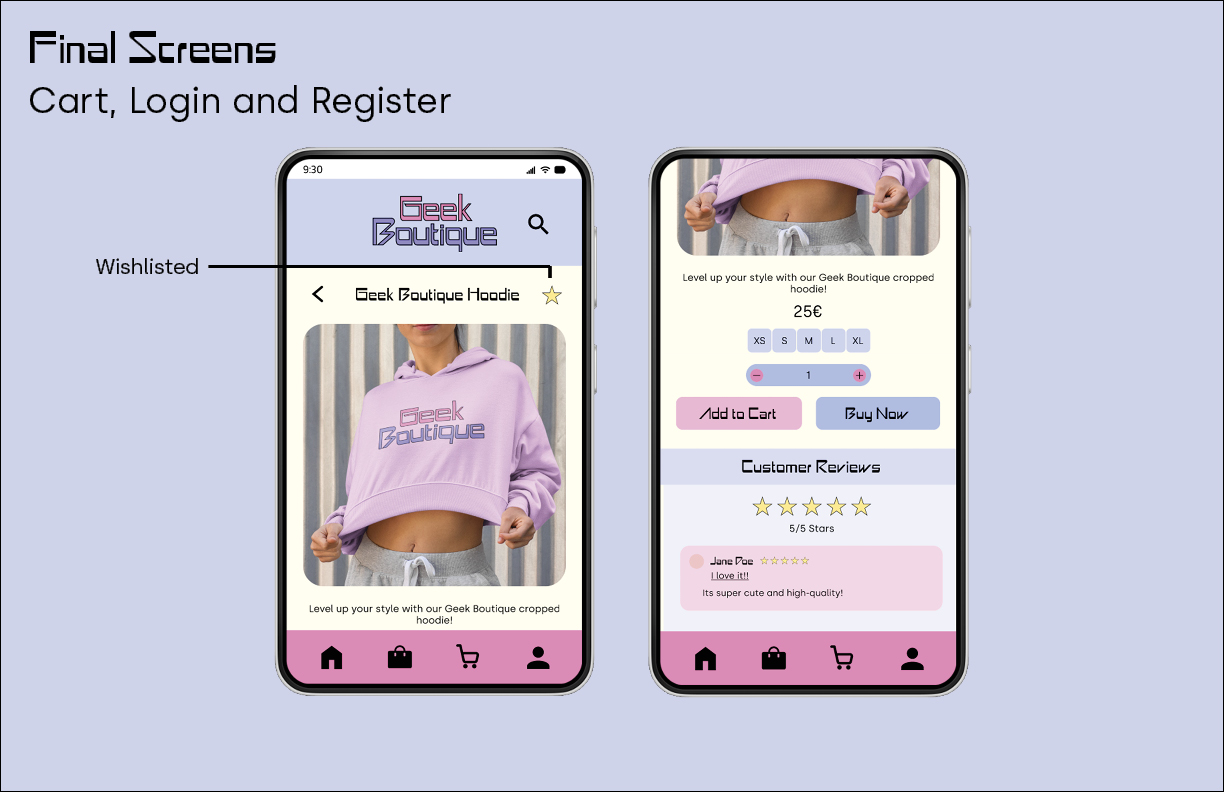 Final Screens
Cart, Login and Register
9:30
Geek
Boutique
Wishlisted
Geek Boutique Hoodie
Geek
Boutique
Level up your style with our Geek Boutique cropped
hoodie!
Level up your style with our Geek Boutique cropped
hoodie!
25€
XS S M L XL
1
Add to Cart
Buy Now
Customer Reviews
5/5 Stars
Jane Doe
I love it!!
Its super cute and high-quality!